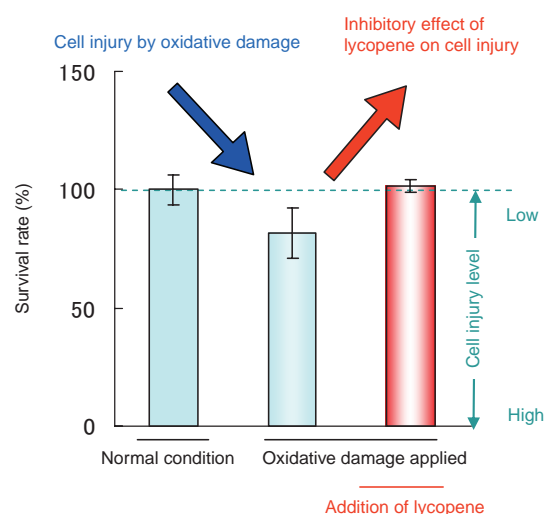 Cell injury by oxidative damage
Inhibitory effect of
lycopene on cell injury
150
100
50
0
Survival rate (%)
Low
Cell injury level
High
Normal condition
Oxidative damage applied
Addition of lycopene